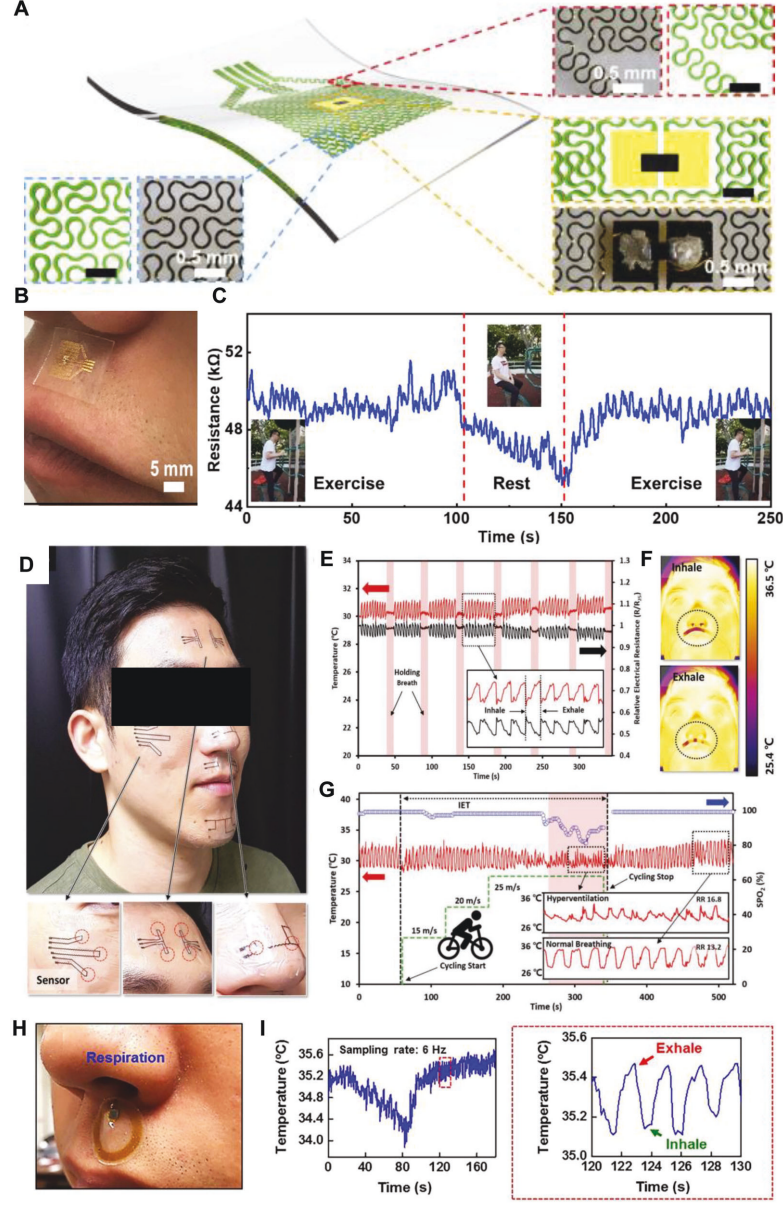 A
0.5 mm
0.5 mm
0.5 mm
B
5 mm
C
Resistance (kΩ)
52
48
44
Exercise
Rest
Exercise
0
50
100
150
200
250
Time (s)
D
Sensor
E
Temperature (°C)
34
32
30
28
26
24
22
20
Holding
Breath
Inhale
Exhale
0
50
100
150
200
250
300
Time (s)
1.3
1.2
1.1
1
0.9
0.8
0.7
0.6
0.5
0.4
F
Inhale
Exhale
36.5 °C
25.4 °C
G
Temperature (°C)
40
35
30
25
20
15
10
IET
15 m/s
20 m/s
25 m/s
Cycling Start
Cycling Stop
Hyperventilation
RR 16.8
36 °C
26 °C
Normal Breathing
RR 13.2
36 °C
26 °C
0
100
200
300
400
500
Time (s)
100
80
60
40
20
0
SPO2 (%)
H
Respiration
I
Temperature (°C)
35.6
35.2
34.8
34.4
34.0
Sampling rate: 6 Hz
0
40
80
120
160
Time (s)
Temperature (°C)
35.6
35.4
35.2
35.0
Exhale
Inhale
120
122
124
126
128
130
Time (s)